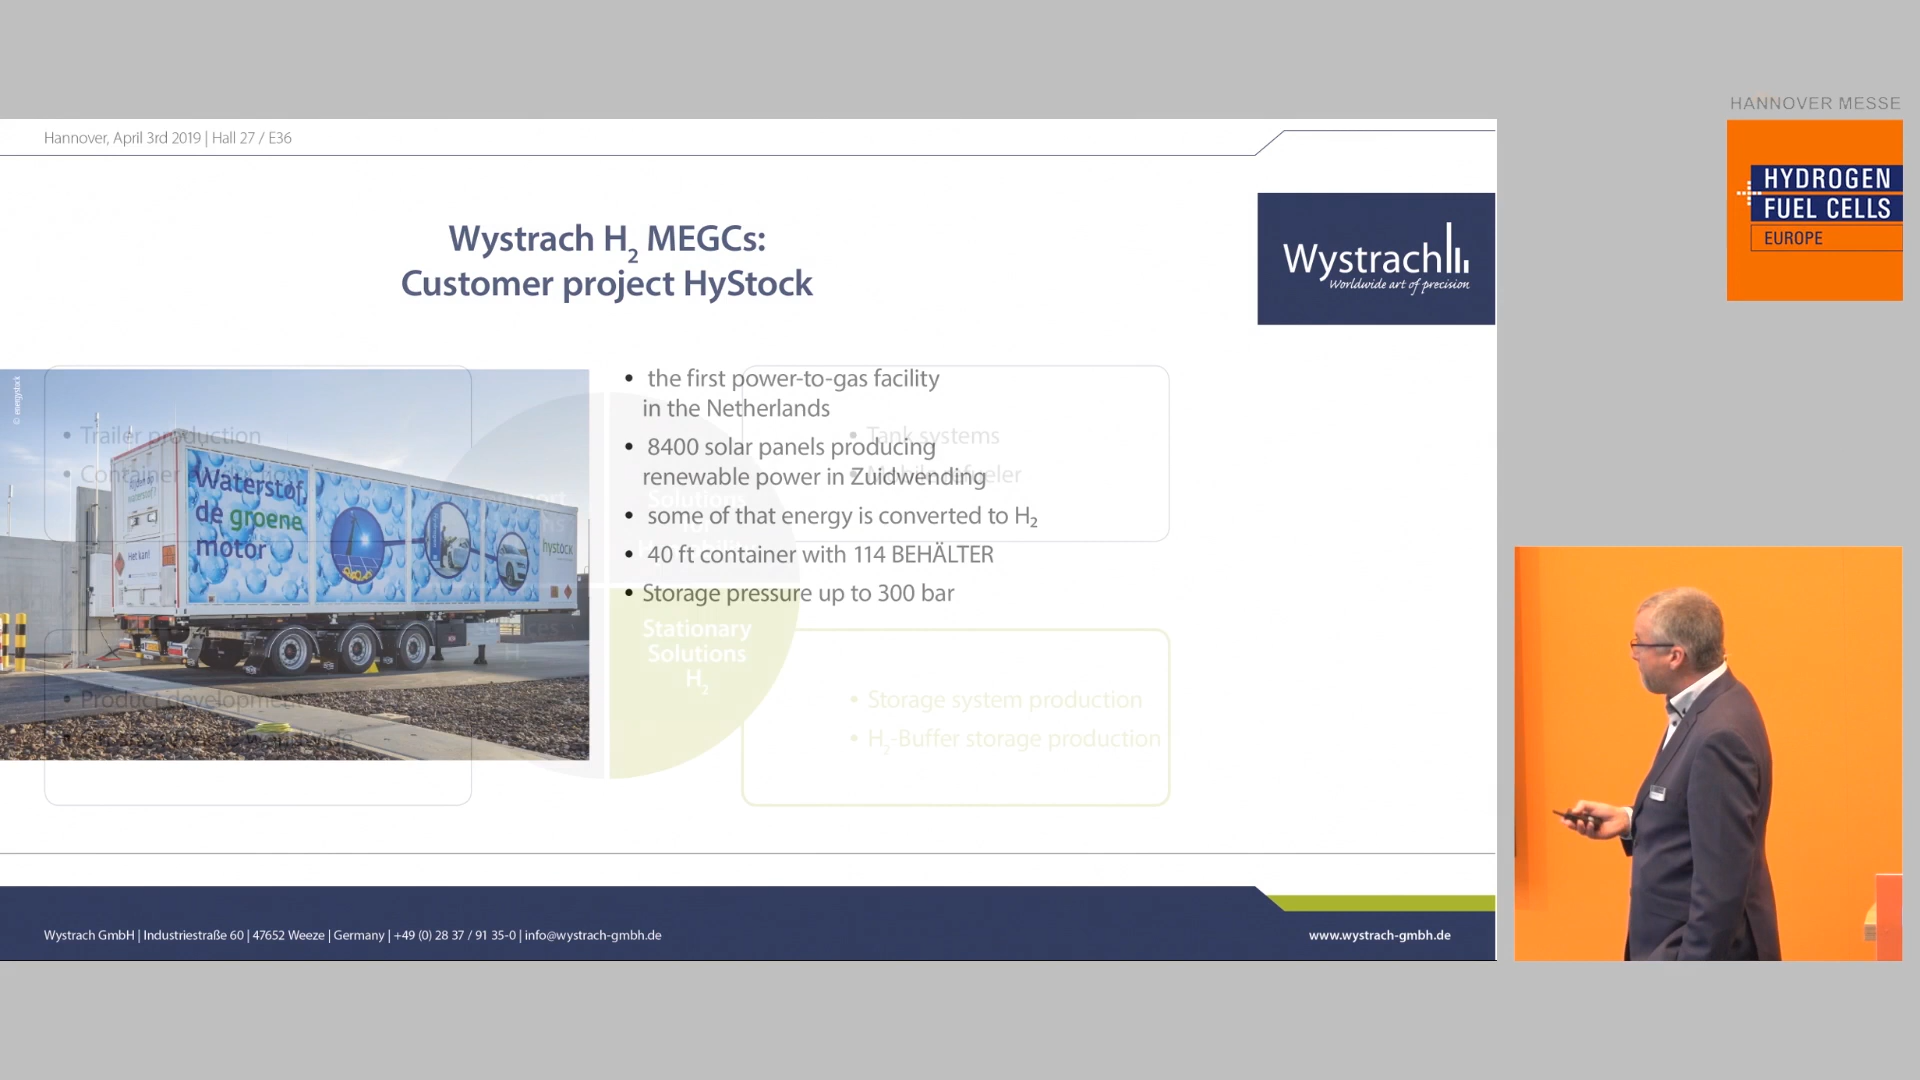 HANNOVER MESSE
HYDROGEN
FUEL CELLS
EUROPE
Hannover, April 3rd 2019 | Hall 27 / E36
Wystrach H₂ MEGCs:
Customer project HyStock
Wystrach
Worldwide art of precision
© energystock
Waterstof,
de groene
motor
Het kan!
hystock
• the first power-to-gas facility
in the Netherlands
• 8400 solar panels producing
renewable power in Zuidwending
• some of that energy is converted to H₂
• 40 ft container with 114 BEHÄLTER
• Storage pressure up to 300 bar
• Trailer production
• Container production
• Tank systems
• Mobile refueler
Solutions
Stationary
Solutions
H₂
• Product development
• Storage system production
• H₂-Buffer storage production
Wystrach GmbH | Industriestraße 60 | 47652 Weeze | Germany | +49 (0) 28 37 / 91 35-0 | info@wystrach-gmbh.de
www.wystrach-gmbh.de